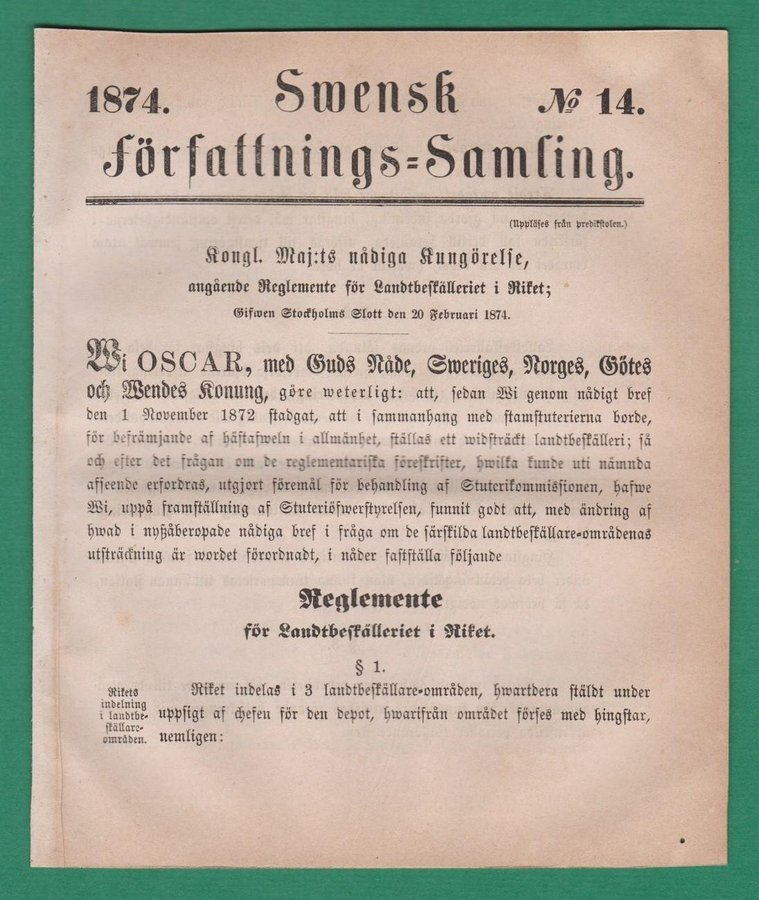 1874. Swensk № 14.
Författnings=Samling.
(Uppläses från predikstolen.)
Kongl. Maj:ts nådiga Kungörelse,
angående Reglemente för Landtbeskälleriet i Riket;
Gifwen Stockholms Slott den 20 Februari 1874.
Wi OSCAR, med Guds Nåde, Sweriges, Norges, Götes
och Wendes Konung, göre weterligt: att, sedan Wi genom nådigt bref
den 1 November 1872 stadgat, att i sammanhang med stamstuterierna borde,
för befrämjande af hästafweln i allmänhet, ställas ett widsträckt landtbeskälleri; så
och efter det frågan om de reglementariska föreskrifter, hwilka kunde uti nämnda
afseende erfordras, utgjort föremål för behandling af Stuterikommissionen, hafwe
Wi, uppå framställning af Stuteriöfwerstyrelsen, funnit godt att, med ändring af
hwad i nyßåberopade nådiga bref i fråga om de särskilda landtbeskällare=områdenas
utsträckning är wordet förordnadt, i nåder fastställa följande
Reglemente
för Landtbeskälleriet i Riket.
§ 1.
Rikets
indelning
i landtbe-
skällare-
områden.
Riket indelas i 3 landtbeskällare=områden, hwartdera stäldt under
uppsigt af chefen för den depot, hwarifrån området förses med hingstar,
nemligen: